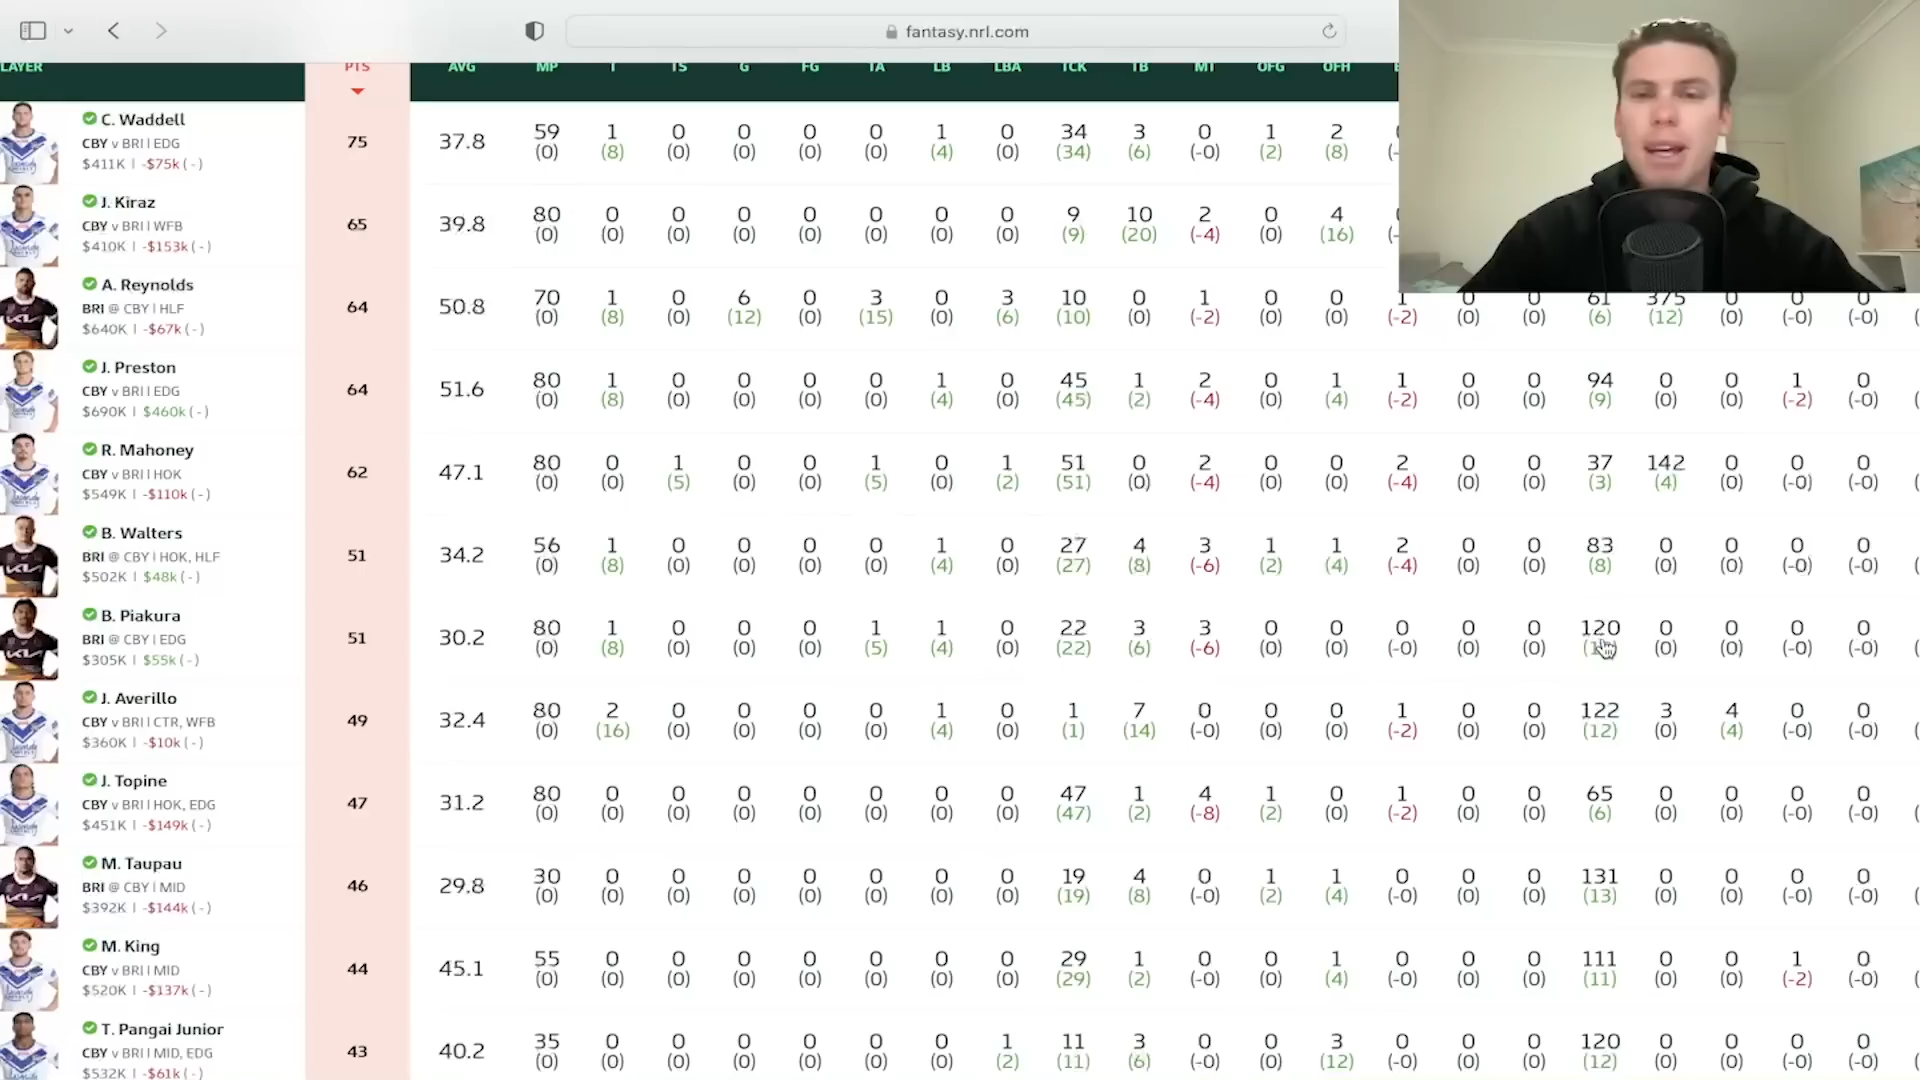 fantasy.nrl.com
LAYER PTS AVG MP T TS G FG TA LB LBA TCK TB MT OFG OFH
C. Waddell
CBY v BRI | EDG
$411K | -$75k (-)
75 37.8 59 1 0 0 0 0 1 0 34 3 0 1 2
(0) (8) (0) (0) (0) (0) (4) (0) (34) (6) (-0) (2) (8) (-
J. Kiraz
CBY v BRI | WFB
$410K | -$153k (-)
65 39.8 80 0 0 0 0 0 0 0 9 10 2 0 4
(0) (0) (0) (0) (0) (0) (0) (0) (9) (20) (-4) (0) (16) (-
A. Reynolds
BRI @ CBY | HLF
$640K | -$67k (-)
64 50.8 70 1 0 6 0 3 0 3 10 0 1 0 0 1 0 0 61 375 0 0 0
(0) (8) (0) (12) (0) (15) (0) (6) (10) (0) (-2) (0) (0) (-2) (0) (0) (6) (12) (0) (-0) (-0) (
J. Preston
CBY v BRI | EDG
$690K | $460k (-)
64 51.6 80 1 0 0 0 0 1 0 45 1 2 0 1 1 0 0 94 0 0 1 0
(0) (8) (0) (0) (0) (0) (4) (0) (45) (2) (-4) (0) (4) (-2) (0) (0) (9) (0) (0) (-2) (-0) (
R. Mahoney
CBY v BRI | HOK
$549K | -$110k (-)
62 47.1 80 0 1 0 0 1 0 1 51 0 2 0 0 2 0 0 37 142 0 0 0
(0) (0) (5) (0) (0) (5) (0) (2) (51) (0) (-4) (0) (0) (-4) (0) (0) (3) (4) (0) (-0) (-0) (
B. Walters
BRI @ CBY | HOK, HLF
$502K | $48k (-)
51 34.2 56 1 0 0 0 0 1 0 27 4 3 1 1 2 0 0 83 0 0 0 0
(0) (8) (0) (0) (0) (0) (4) (0) (27) (8) (-6) (2) (4) (-4) (0) (0) (8) (0) (0) (-0) (-0) (
B. Piakura
BRI @ CBY | EDG
$305K | $55k (-)
51 30.2 80 1 0 0 0 1 1 0 22 3 3 0 0 0 0 0 120 0 0 0 0
(0) (8) (0) (0) (0) (5) (4) (0) (22) (6) (-6) (0) (0) (-0) (0) (0) (0) (0) (-0) (-0) (
J. Averillo
CBY v BRI | CTR, WFB
$360K | -$10k (-)
49 32.4 80 2 0 0 0 0 1 0 1 7 0 0 0 1 0 0 122 3 4 0 0
(0) (16) (0) (0) (0) (0) (4) (0) (1) (14) (-0) (0) (0) (-2) (0) (0) (12) (0) (4) (-0) (-0) (
J. Topine
CBY v BRI | HOK, EDG
$451K | -$149k (-)
47 31.2 80 0 0 0 0 0 0 0 47 1 4 1 0 1 0 0 65 0 0 0 0
(0) (0) (0) (0) (0) (0) (0) (0) (47) (2) (-8) (2) (0) (-2) (0) (0) (6) (0) (0) (-0) (-0) (
M. Taupau
BRI @ CBY | MID
$392K | -$144k (-)
46 29.8 30 0 0 0 0 0 0 0 19 4 0 1 1 0 0 0 131 0 0 0 0
(0) (0) (0) (0) (0) (0) (0) (0) (19) (8) (-0) (2) (4) (-0) (0) (0) (13) (0) (0) (-0) (-0) (
M. King
CBY v BRI | MID
$520K | -$137k (-)
44 45.1 55 0 0 0 0 0 0 0 29 1 0 0 1 0 0 0 111 0 0 1 0
(0) (0) (0) (0) (0) (0) (0) (0) (29) (2) (-0) (0) (4) (-0) (0) (0) (11) (0) (0) (-2) (-0) (
T. Pangai Junior
CBY v BRI | MID, EDG
$532K | -$61k (-)
43 40.2 35 0 0 0 0 0 0 1 11 3 0 0 3 0 0 0 120 0 0 0 0
(0) (0) (0) (0) (0) (0) (0) (2) (11) (6) (-0) (0) (12) (-0) (0) (0) (12) (0) (0) (-0) (-0) (